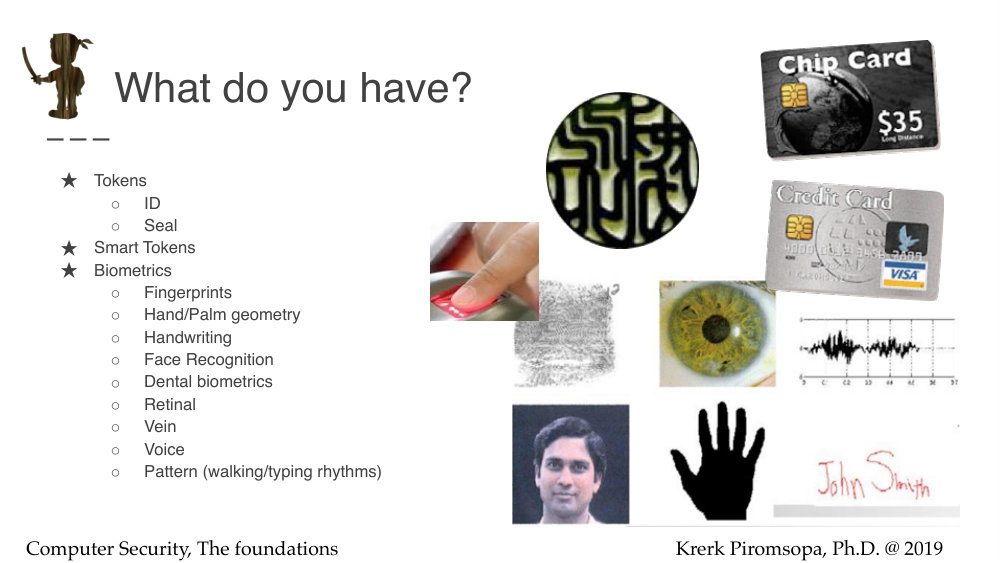 What do you have?
★ Tokens
○ ID
○ Seal
★ Smart Tokens
★ Biometrics
○ Fingerprints
○ Hand/Palm geometry
○ Handwriting
○ Face Recognition
○ Dental biometrics
○ Retinal
○ Vein
○ Voice
○ Pattern (walking/typing rhythms)
Chip Card
$35
Long Distance
Credit Card
VISA
John Smith
Computer Security, The foundations
Krerk Piromsopa, Ph.D. @ 2019